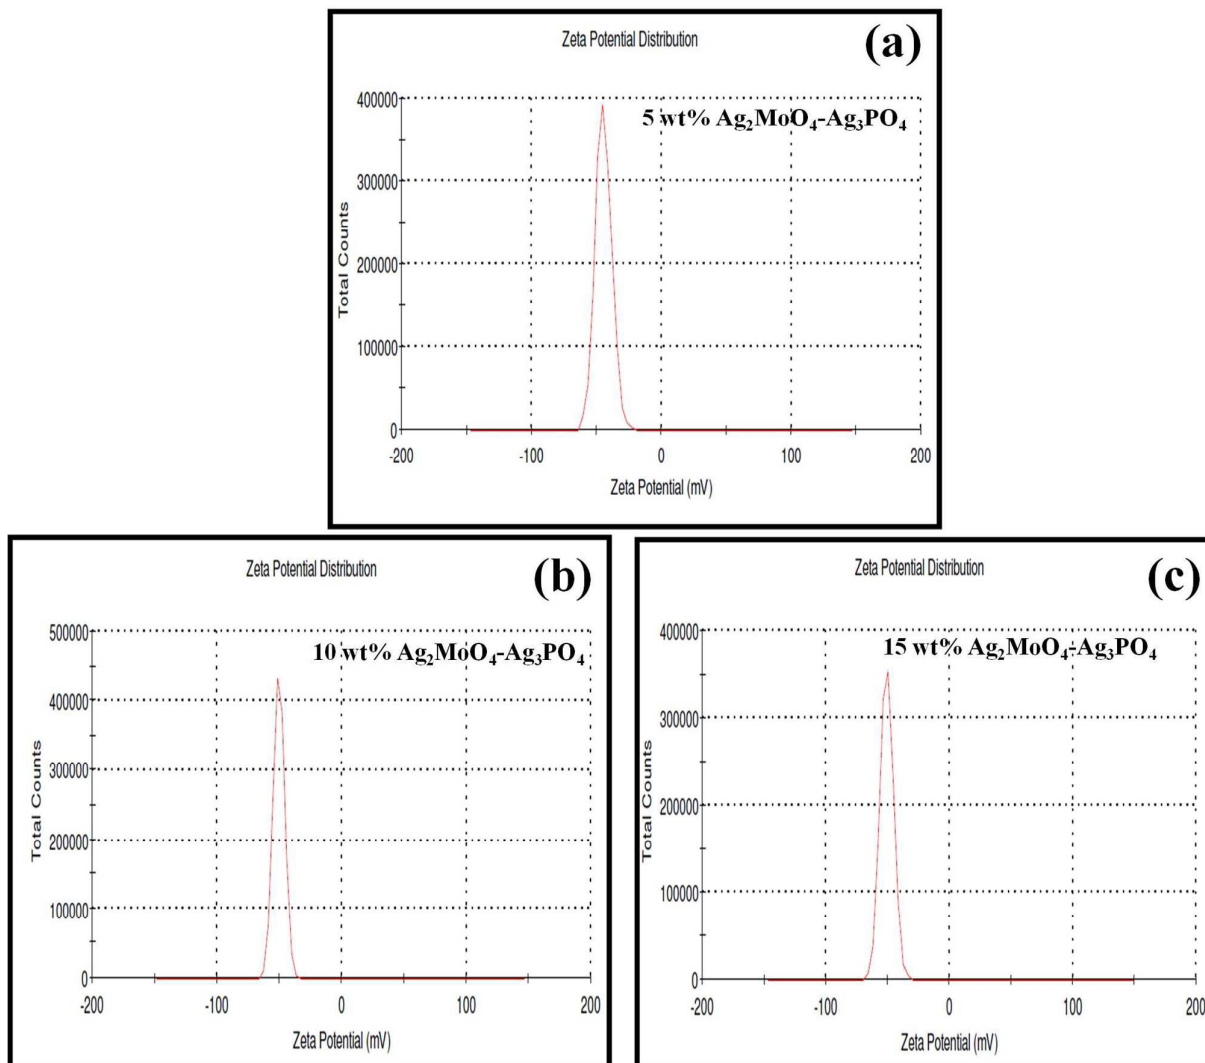 Zeta Potential Distribution
(a)
5 wt% Ag₂MoO₄-Ag₃PO₄
400000
300000
200000
100000
0
Total Counts
-200 -100 0 100 200
Zeta Potential (mV)
Zeta Potential Distribution
(b)
10 wt% Ag₂MoO₄-Ag₃PO₄
500000
400000
300000
200000
100000
0
Total Counts
-200 -100 0 100 200
Zeta Potential (mV)
Zeta Potential Distribution
(c)
15 wt% Ag₂MoO₄-Ag₃PO₄
400000
300000
200000
100000
0
Total Counts
-200 -100 0 100 200
Zeta Potential (mV)